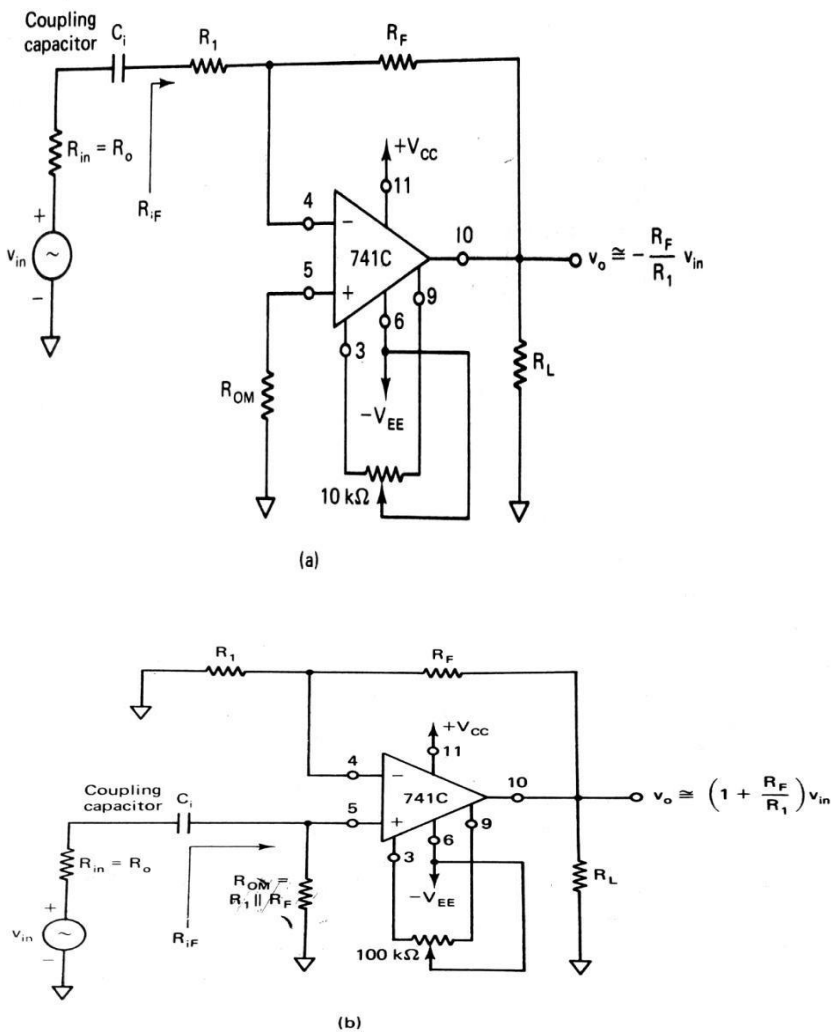 Coupling
capacitor
C_i
R_1
R_F
R_in = R_o
R_iF
+V_CC
11
4
−
741C
10
v_o ≅ − R_F/R_1 v_in
+
v_in
~
−
5
+
9
6
3
R_OM
−V_EE
R_L
10 kΩ
(a)
R_1
R_F
+V_CC
11
4
−
741C
10
v_o ≅ (1 + R_F/R_1) v_in
Coupling
capacitor
C_i
5
+
9
6
3
R_in = R_o
R_OM =
R_1 || R_F
−V_EE
R_L
+
v_in
~
−
R_iF
100 kΩ
(b)